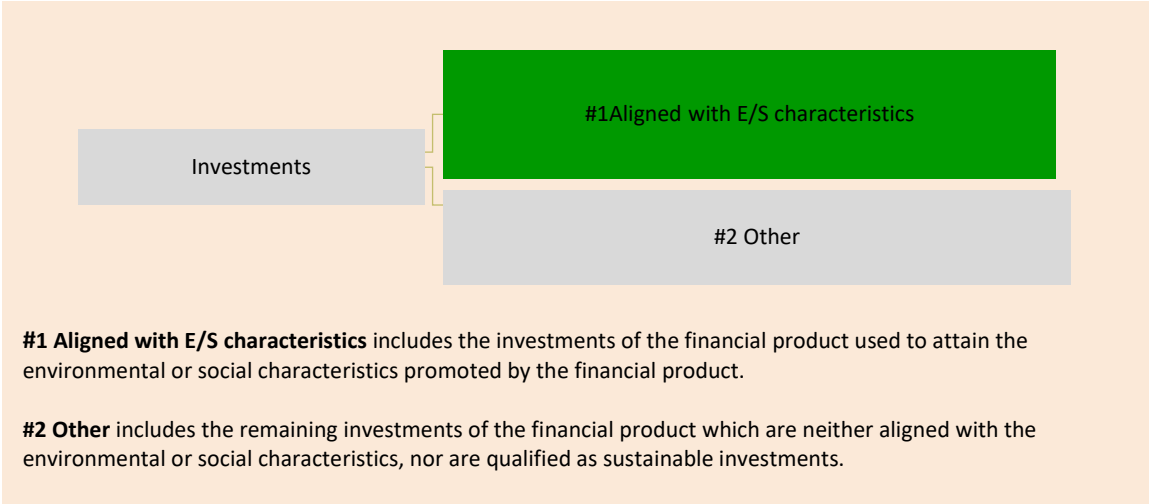 #1Aligned with E/S characteristics
Investments
#2 Other
#1 Aligned with E/S characteristics includes the investments of the financial product used to attain the
environmental or social characteristics promoted by the financial product.
#2 Other includes the remaining investments of the financial product which are neither aligned with the
environmental or social characteristics, nor are qualified as sustainable investments.